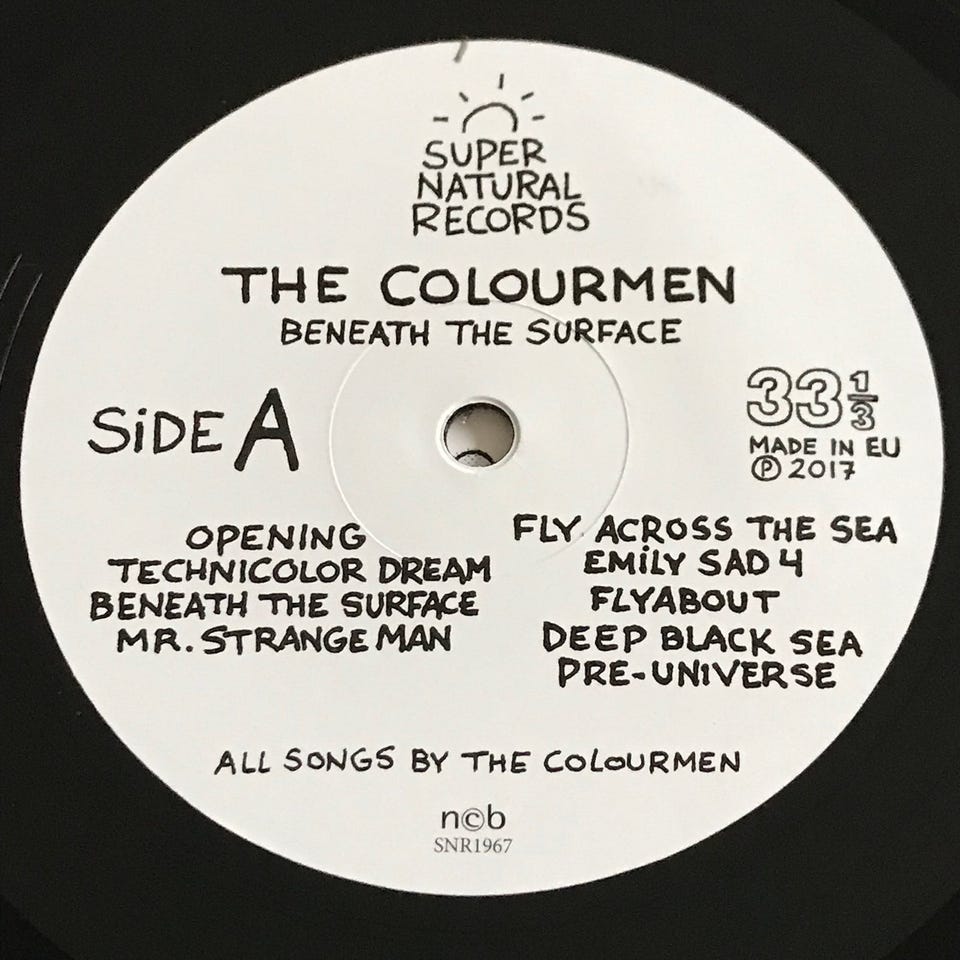 SUPER
NATURAL
RECORDS
THE COLOURMEN
BENEATH THE SURFACE
SiDE A
33 1/3
MADE IN EU
℗ 2017
OPENING
TECHNICOLOR DREAM
BENEATH THE SURFACE
MR. STRANGE MAN
FLY ACROSS THE SEA
EMiLY SAD 4
FLYABOUT
DEEP BLACK SEA
PRE-UNIVERSE
ALL SONGS BY THE COLOURMEN
n©b
SNR1967